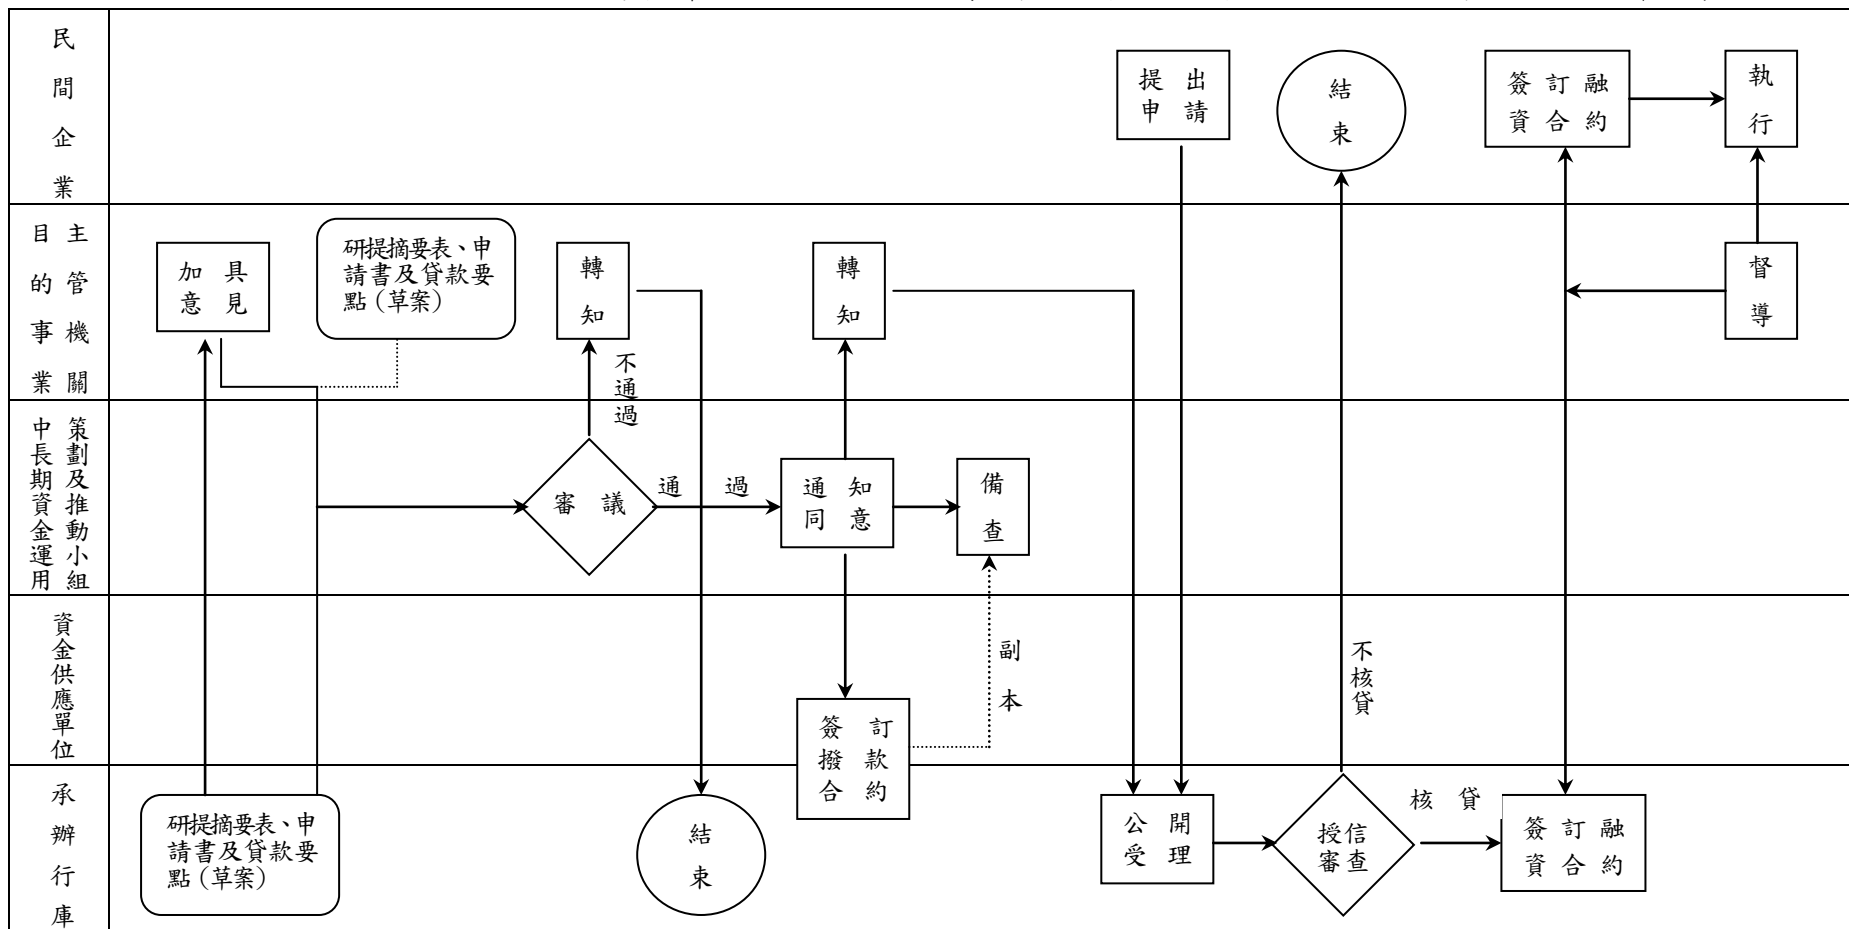 民間企業
提出
申請
結束
簽訂融
資合約
執行
目的事業
主管機關
加具
意見
研提摘要表、申
請書及貸款要
點(草案)
轉知
不通過
轉知
督導
中長期資金運用
策劃及推動小組
審議
通過
通知
同意
備查
資金供應單位
簽訂
撥款
合約
副本
不核貸
承辦行庫
研提摘要表、申
請書及貸款要
點(草案)
結束
公開
受理
授信
審查
核貸
簽訂融
資合約